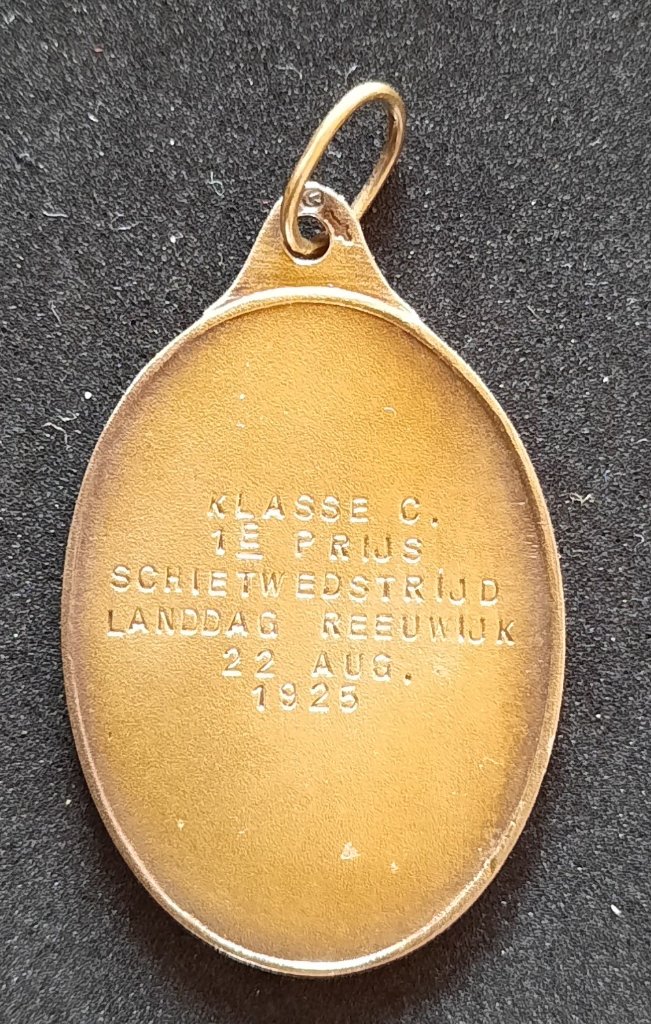 KLASSE C.
1E PRIJS
SCHIETWEDSTRIJD
LANDDAG REEUWIJK
22 AUG.
1925